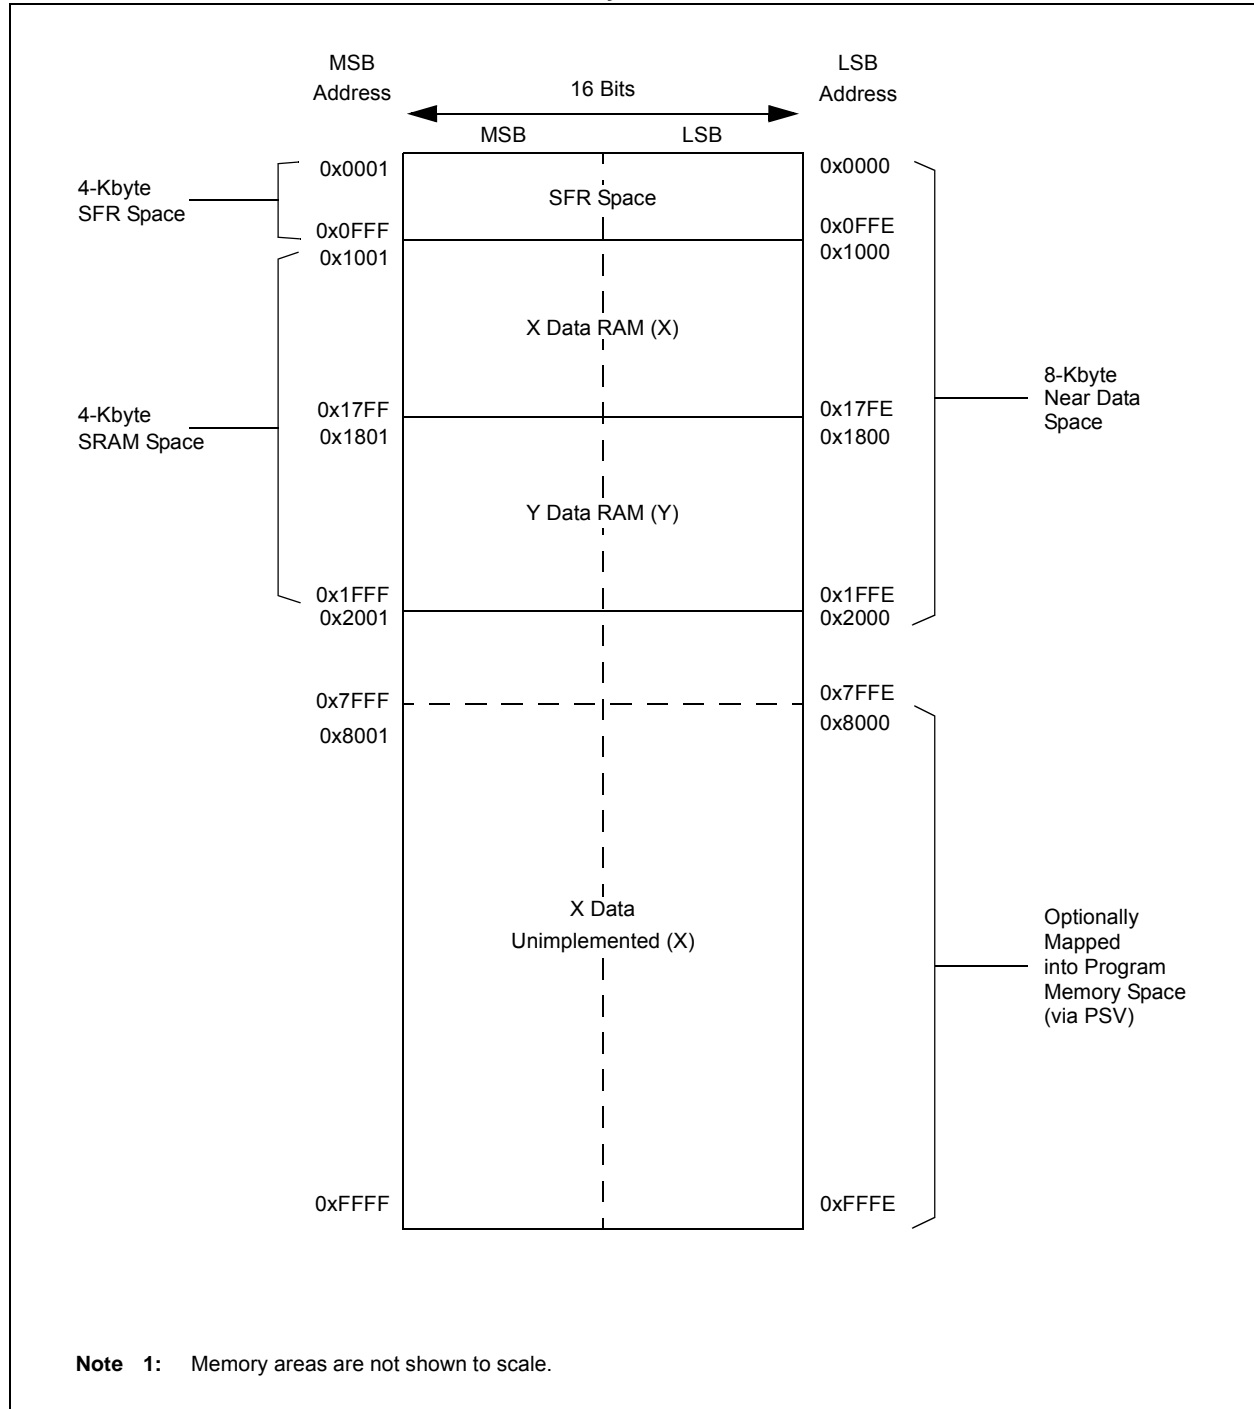 MSB
Address
16 Bits
LSB
Address
MSB
LSB
0x0001
0x0000
4-Kbyte
SFR Space
SFR Space
0x0FFF
0x0FFE
0x1001
0x1000
X Data RAM (X)
8-Kbyte
Near Data
Space
4-Kbyte
SRAM Space
0x17FF
0x17FE
0x1801
0x1800
Y Data RAM (Y)
0x1FFF
0x1FFE
0x2001
0x2000
0x7FFF
0x7FFE
0x8001
0x8000
X Data
Unimplemented (X)
Optionally
Mapped
into Program
Memory Space
(via PSV)
0xFFFF
0xFFFE
Note 1: Memory areas are not shown to scale.